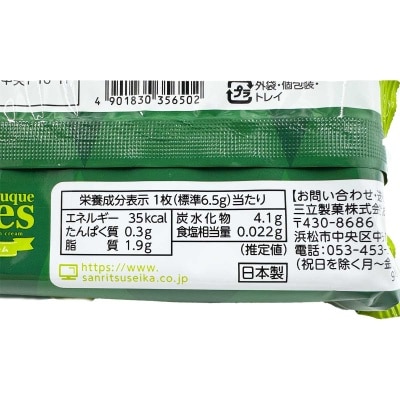 4 901830 356502
外袋・個包装・
トレイ
プラ
uque
es
cream
栄養成分表示 1枚(標準6.5g)当たり
エネルギー 35kcal 炭水化物 4.1g
たんぱく質 0.3g 食塩相当量 0.022g
脂質 1.9g (推定値)
https://www.
sanritsuseika.co.jp
日本製
【お問い合わせ・
三立製菓株式会
〒430-8686
浜松市中央区中
電話:053-453-
(祝日を除く月〜金